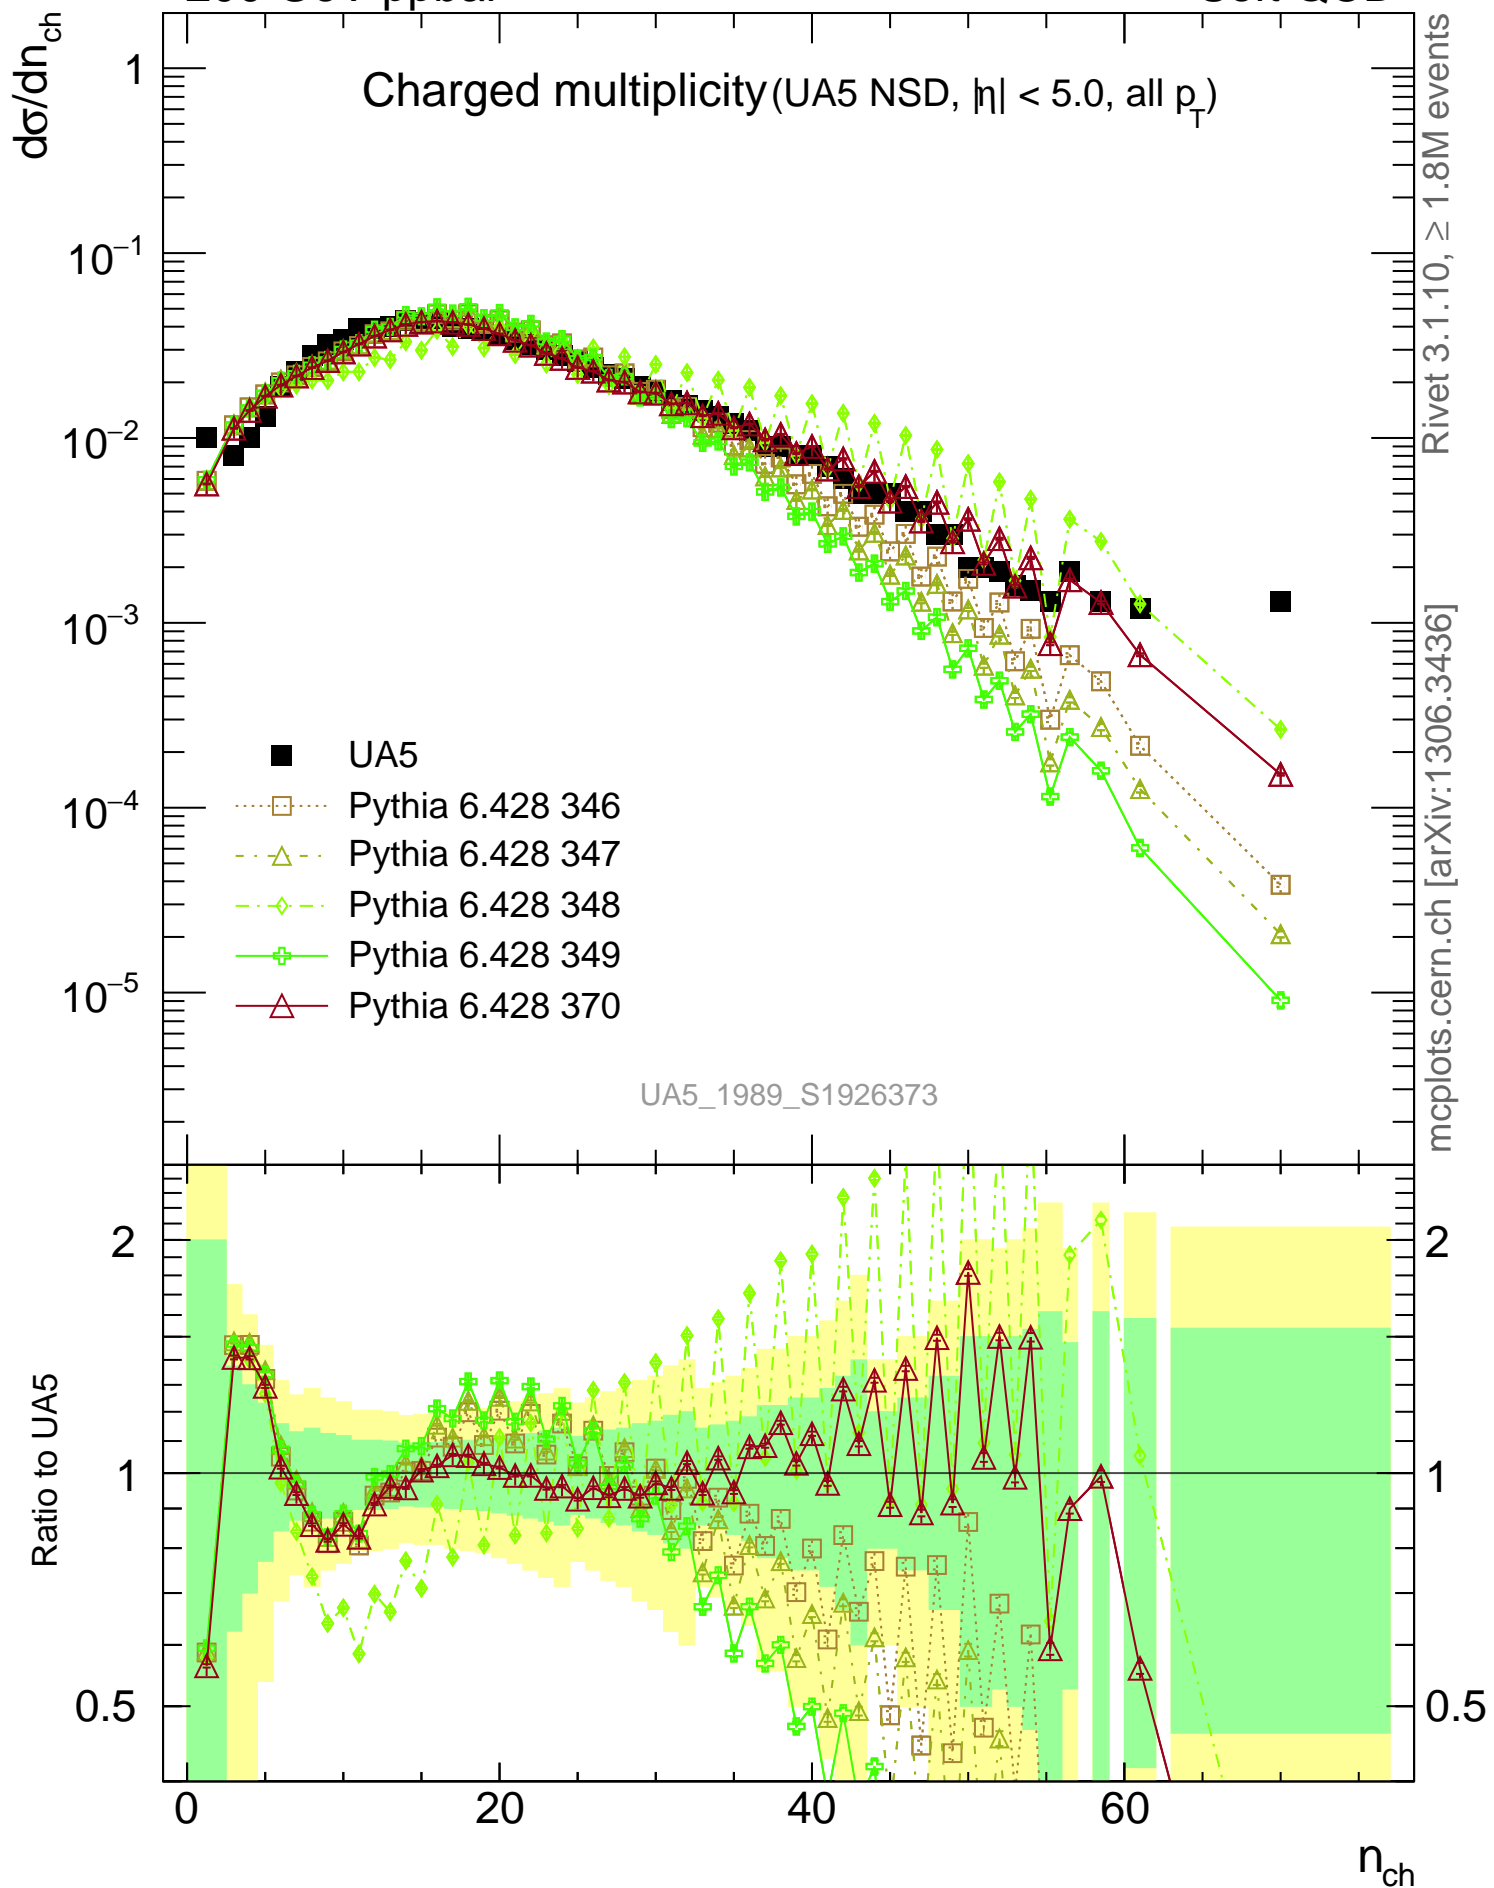 dσ/dn_ch
Charged multiplicity (UA5 NSD, |η| < 5.0, all p_T)
1
10⁻¹
10⁻²
10⁻³
10⁻⁴
10⁻⁵
UA5
Pythia 6.428 346
Pythia 6.428 347
Pythia 6.428 348
Pythia 6.428 349
Pythia 6.428 370
UA5_1989_S1926373
Rivet 3.1.10, ≥ 1.8M events
mcplots.cern.ch [arXiv:1306.3436]
Ratio to UA5
2
1
0.5
2
1
0.5
0 20 40 60
n_ch